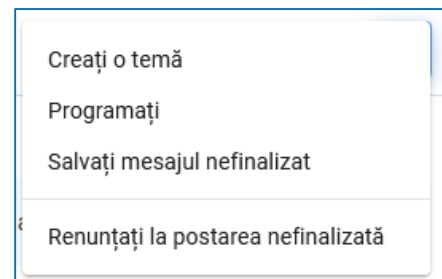 Creați o temă
Programați
Salvați mesajul nefinalizat
Renunțați la postarea nefinalizată